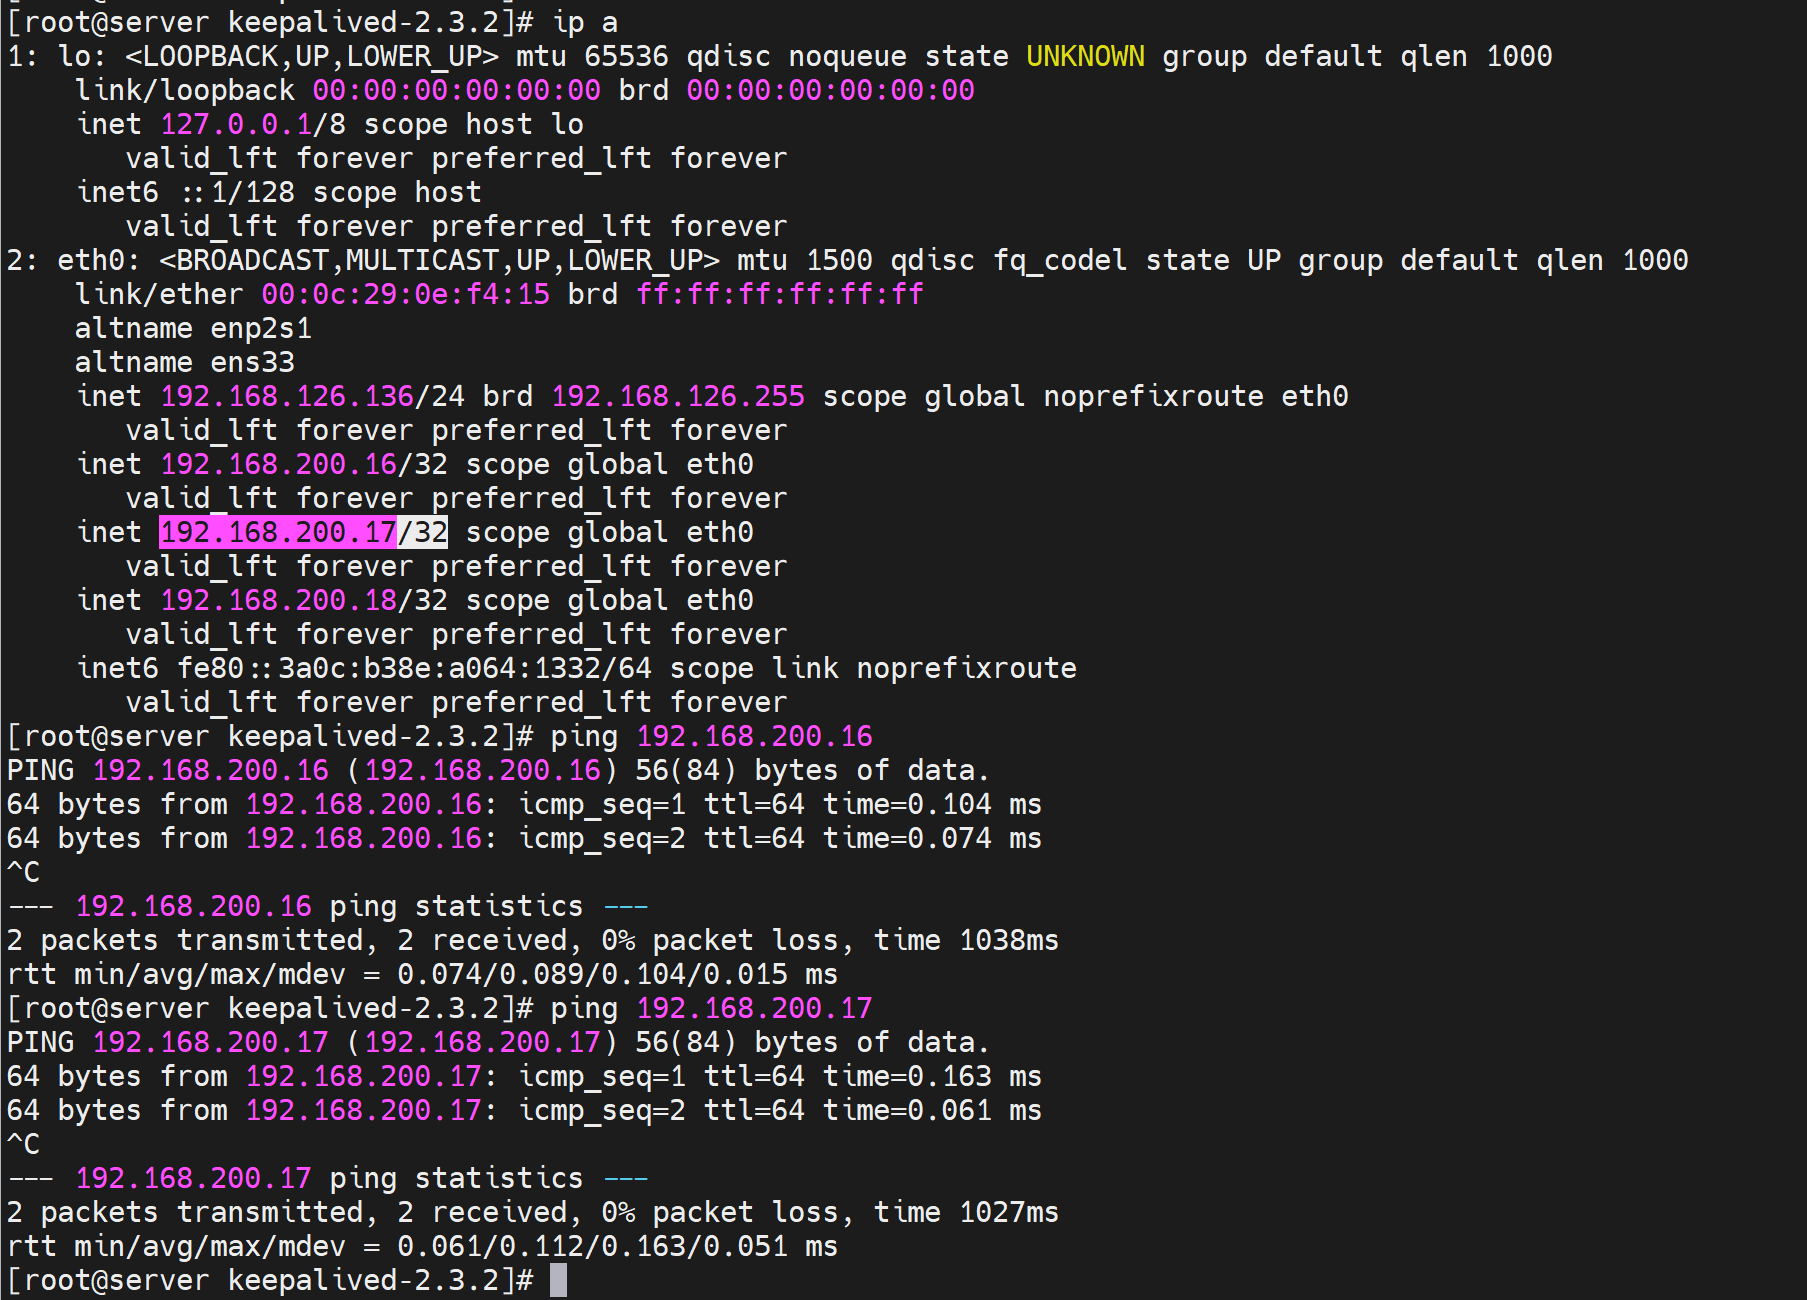 [root@server keepalived-2.3.2]# ip a
1: lo: <LOOPBACK,UP,LOWER_UP> mtu 65536 qdisc noqueue state UNKNOWN group default qlen 1000
    link/loopback 00:00:00:00:00:00 brd 00:00:00:00:00:00
    inet 127.0.0.1/8 scope host lo
       valid_lft forever preferred_lft forever
    inet6 ::1/128 scope host
       valid_lft forever preferred_lft forever
2: eth0: <BROADCAST,MULTICAST,UP,LOWER_UP> mtu 1500 qdisc fq_codel state UP group default qlen 1000
    link/ether 00:0c:29:0e:f4:15 brd ff:ff:ff:ff:ff:ff
    altname enp2s1
    altname ens33
    inet 192.168.126.136/24 brd 192.168.126.255 scope global noprefixroute eth0
       valid_lft forever preferred_lft forever
    inet 192.168.200.16/32 scope global eth0
       valid_lft forever preferred_lft forever
    inet 192.168.200.17/32 scope global eth0
       valid_lft forever preferred_lft forever
    inet 192.168.200.18/32 scope global eth0
       valid_lft forever preferred_lft forever
    inet6 fe80::3a0c:b38e:a064:1332/64 scope link noprefixroute
       valid_lft forever preferred_lft forever
[root@server keepalived-2.3.2]# ping 192.168.200.16
PING 192.168.200.16 (192.168.200.16) 56(84) bytes of data.
64 bytes from 192.168.200.16: icmp_seq=1 ttl=64 time=0.104 ms
64 bytes from 192.168.200.16: icmp_seq=2 ttl=64 time=0.074 ms
^C
--- 192.168.200.16 ping statistics ---
2 packets transmitted, 2 received, 0% packet loss, time 1038ms
rtt min/avg/max/mdev = 0.074/0.089/0.104/0.015 ms
[root@server keepalived-2.3.2]# ping 192.168.200.17
PING 192.168.200.17 (192.168.200.17) 56(84) bytes of data.
64 bytes from 192.168.200.17: icmp_seq=1 ttl=64 time=0.163 ms
64 bytes from 192.168.200.17: icmp_seq=2 ttl=64 time=0.061 ms
^C
--- 192.168.200.17 ping statistics ---
2 packets transmitted, 2 received, 0% packet loss, time 1027ms
rtt min/avg/max/mdev = 0.061/0.112/0.163/0.051 ms
[root@server keepalived-2.3.2]#